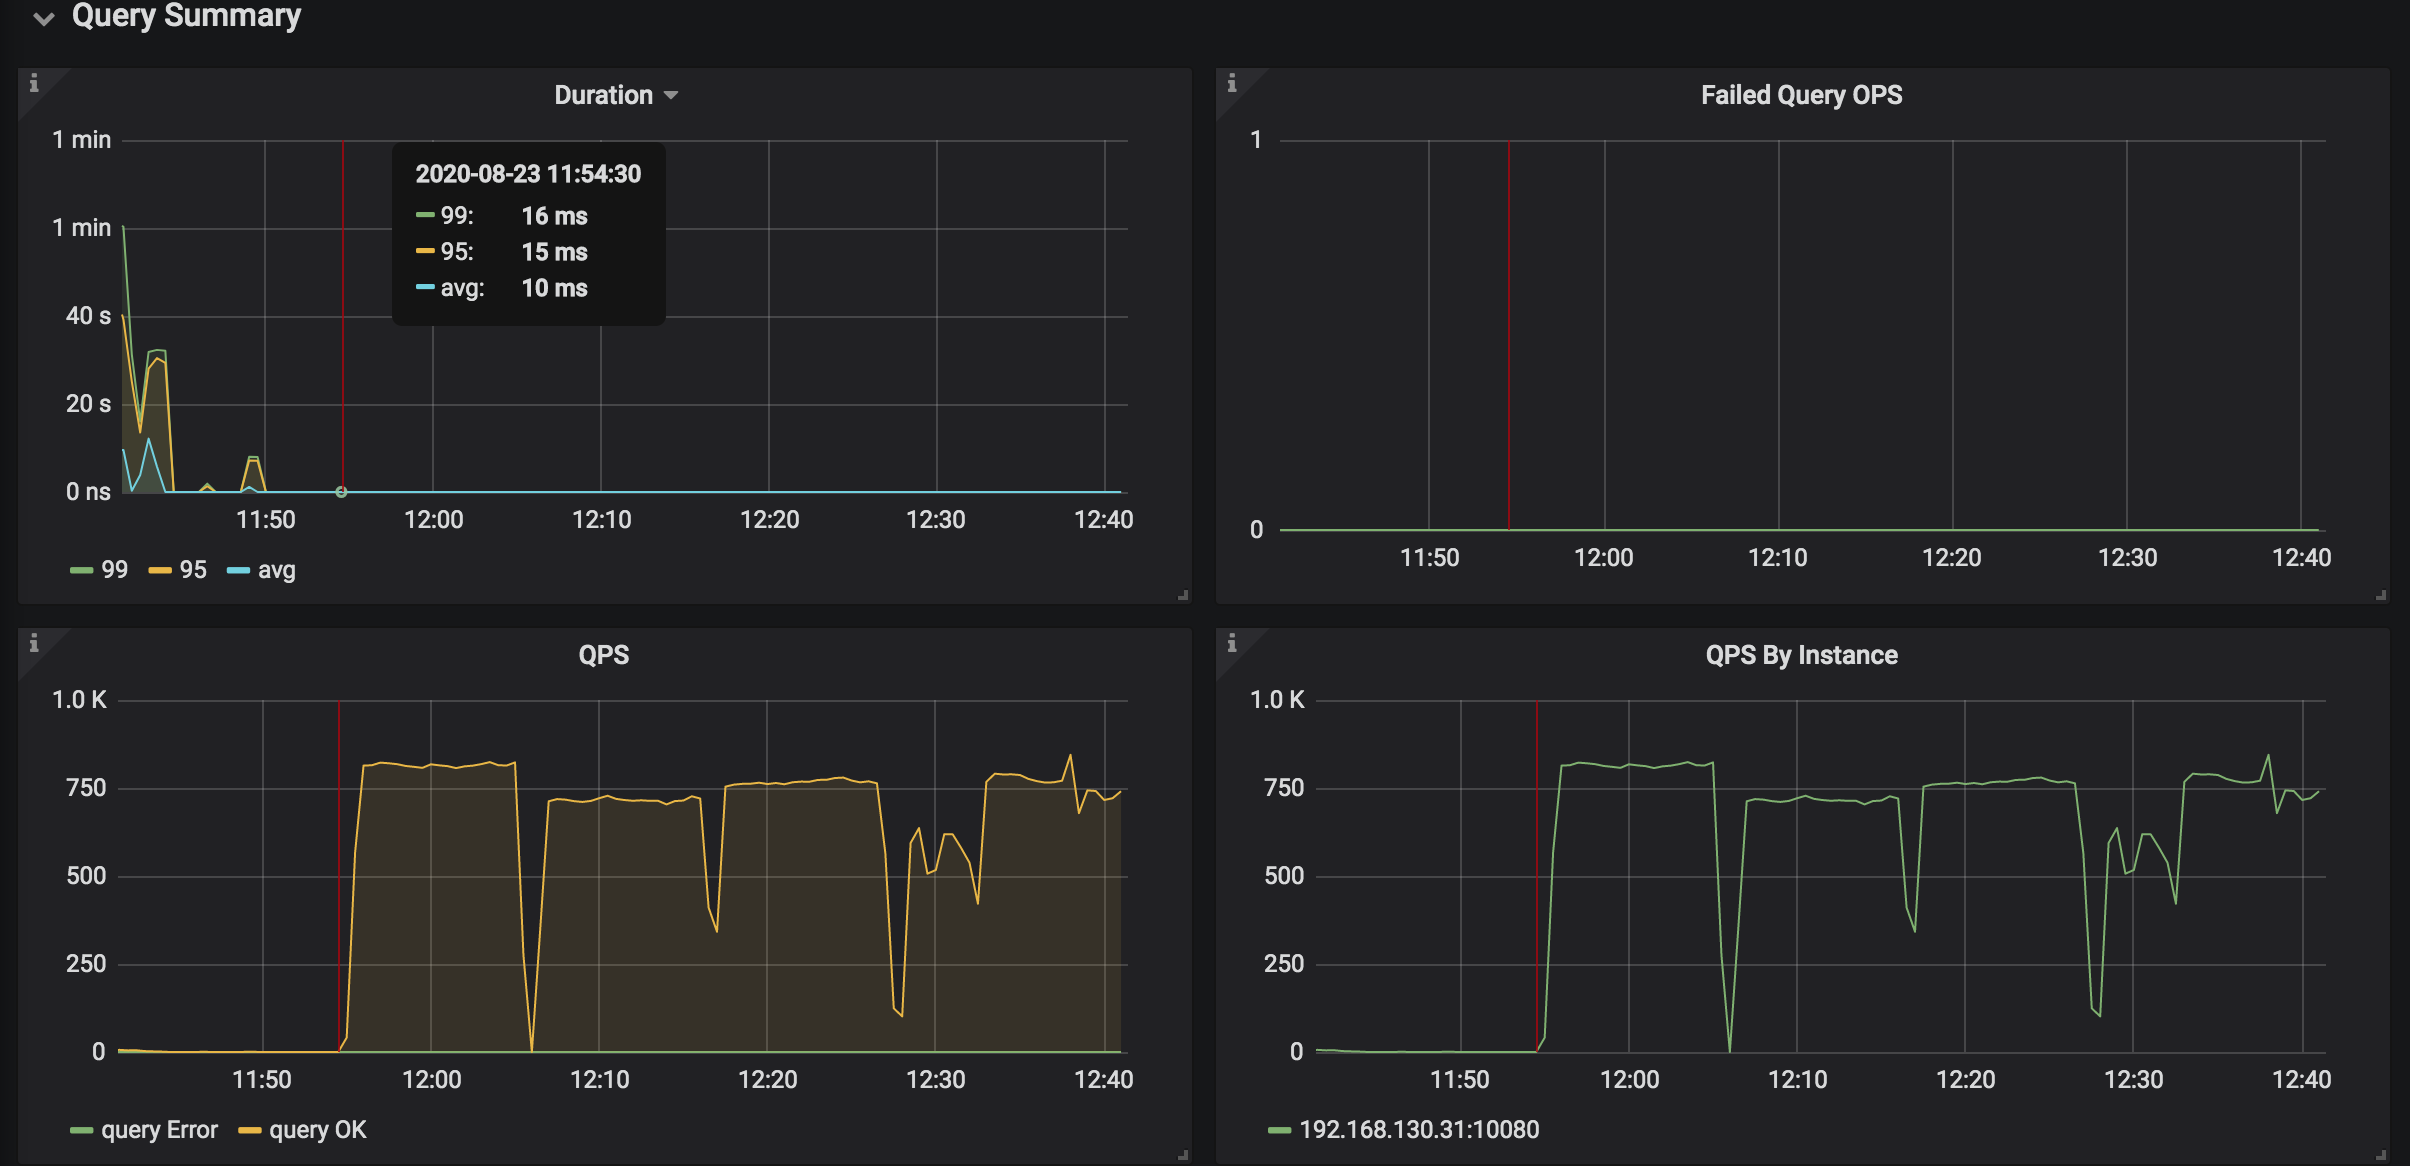 Query Summary
Duration
1 min
1 min
40 s
20 s
0 ns
2020-08-23 11:54:30
99: 16 ms
95: 15 ms
avg: 10 ms
11:50 12:00 12:10 12:20 12:30 12:40
99 95 avg
Failed Query OPS
1
0
11:50 12:00 12:10 12:20 12:30 12:40
QPS
1.0 K
750
500
250
0
11:50 12:00 12:10 12:20 12:30 12:40
query Error query OK
QPS By Instance
1.0 K
750
500
250
0
11:50 12:00 12:10 12:20 12:30 12:40
192.168.130.31:10080